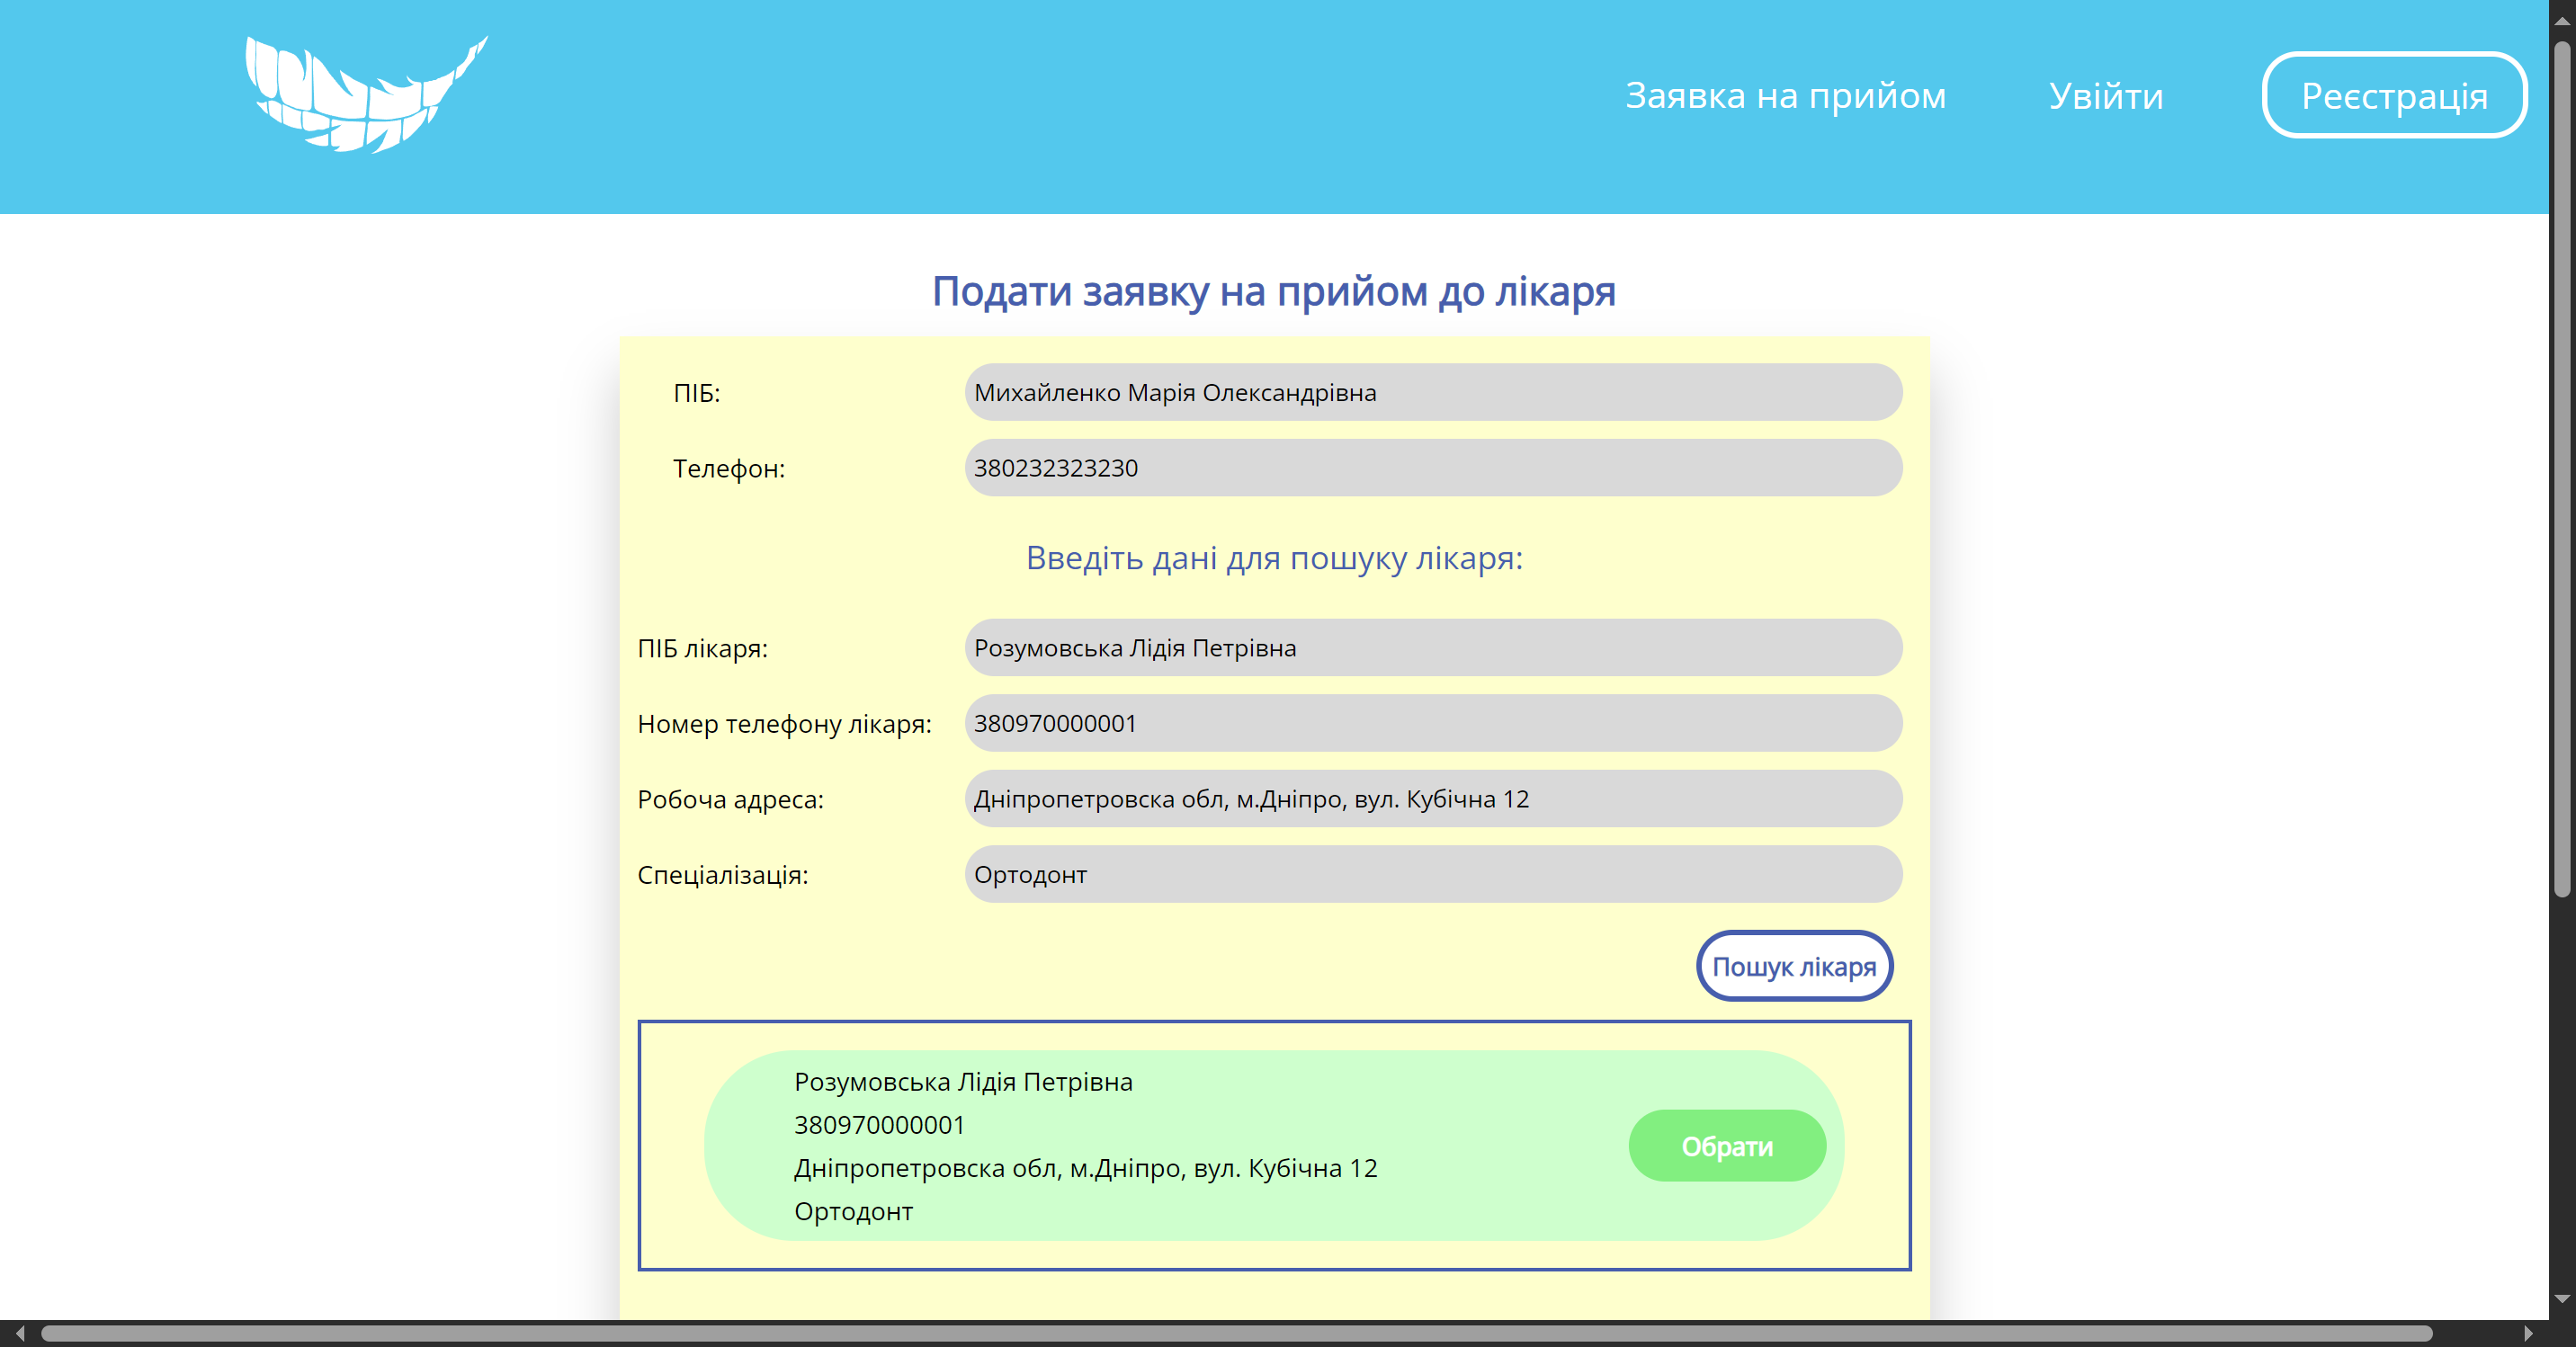 Заявка на прийом
Увійти
Реєстрація
Подати заявку на прийом до лікаря
ПІБ: Михайленко Марія Олександрівна
Телефон: 380232323230
Введіть дані для пошуку лікаря:
ПІБ лікаря: Розумовська Лідія Петрівна
Номер телефону лікаря: 380970000001
Робоча адреса: Дніпропетровска обл, м.Дніпро, вул. Кубічна 12
Спеціалізація: Ортодонт
Пошук лікаря
Розумовська Лідія Петрівна
380970000001
Дніпропетровска обл, м.Дніпро, вул. Кубічна 12
Ортодонт
Обрати